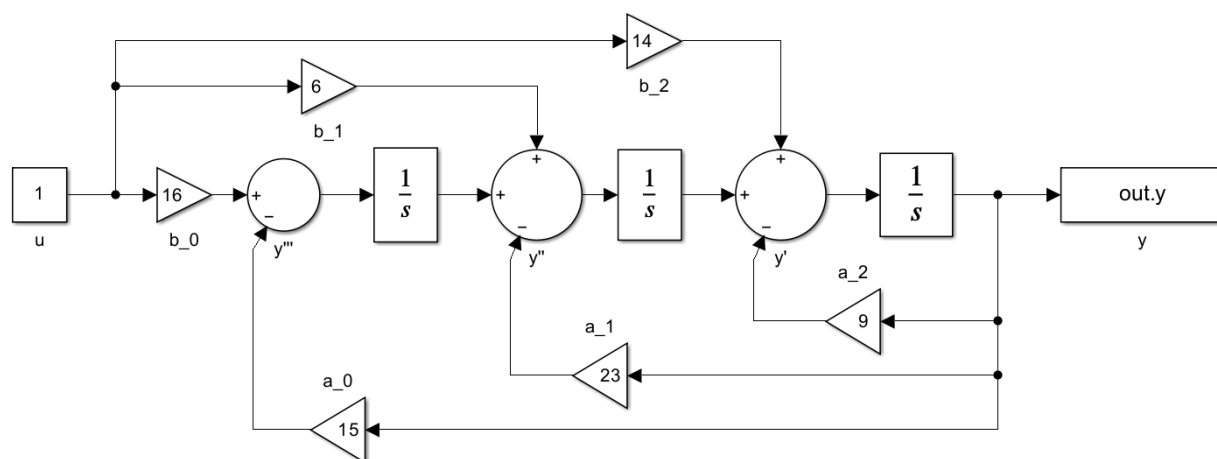 14
b_2
6
b_1
1
u
16
b_0
+
−
y'''
1
s
+
+
−
y''
1
s
+
+
−
y'
1
s
out.y
y
a_2
9
a_1
23
a_0
15